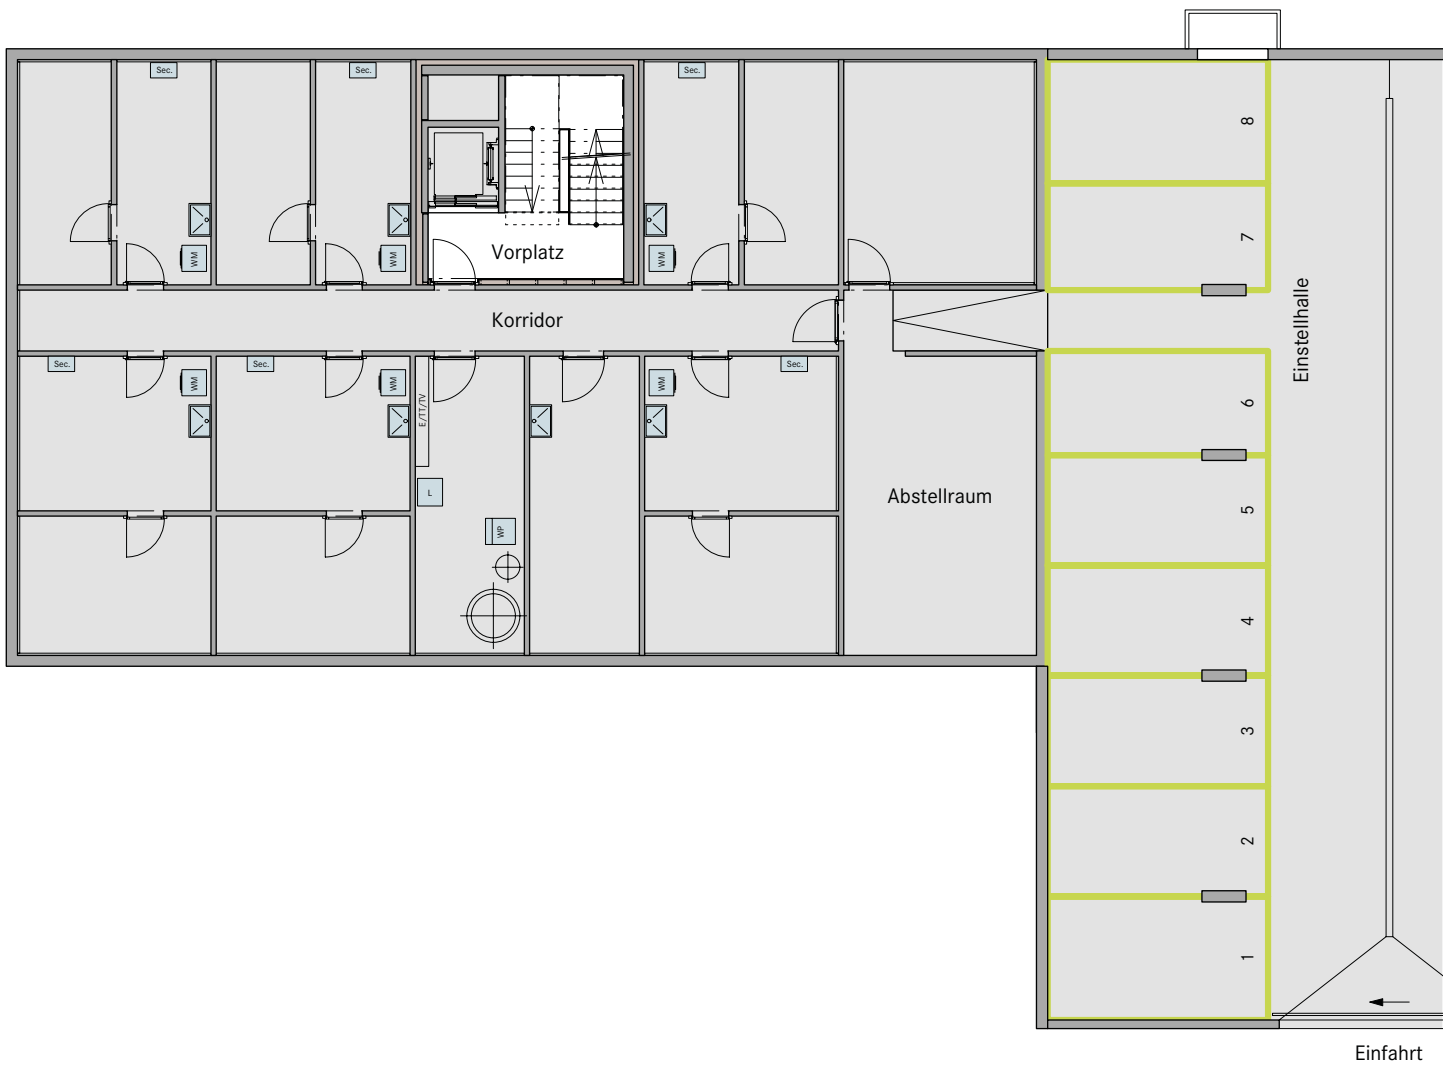 Sec.
Sec.
Sec.
8
7
WM
WM
Vorplatz
WM
Korridor
Einstellhalle
Sec.
Sec.
Sec.
WM
WM
WM
E/TT/TV
6
L
Abstellraum
5
WP
4
3
2
1
Einfahrt